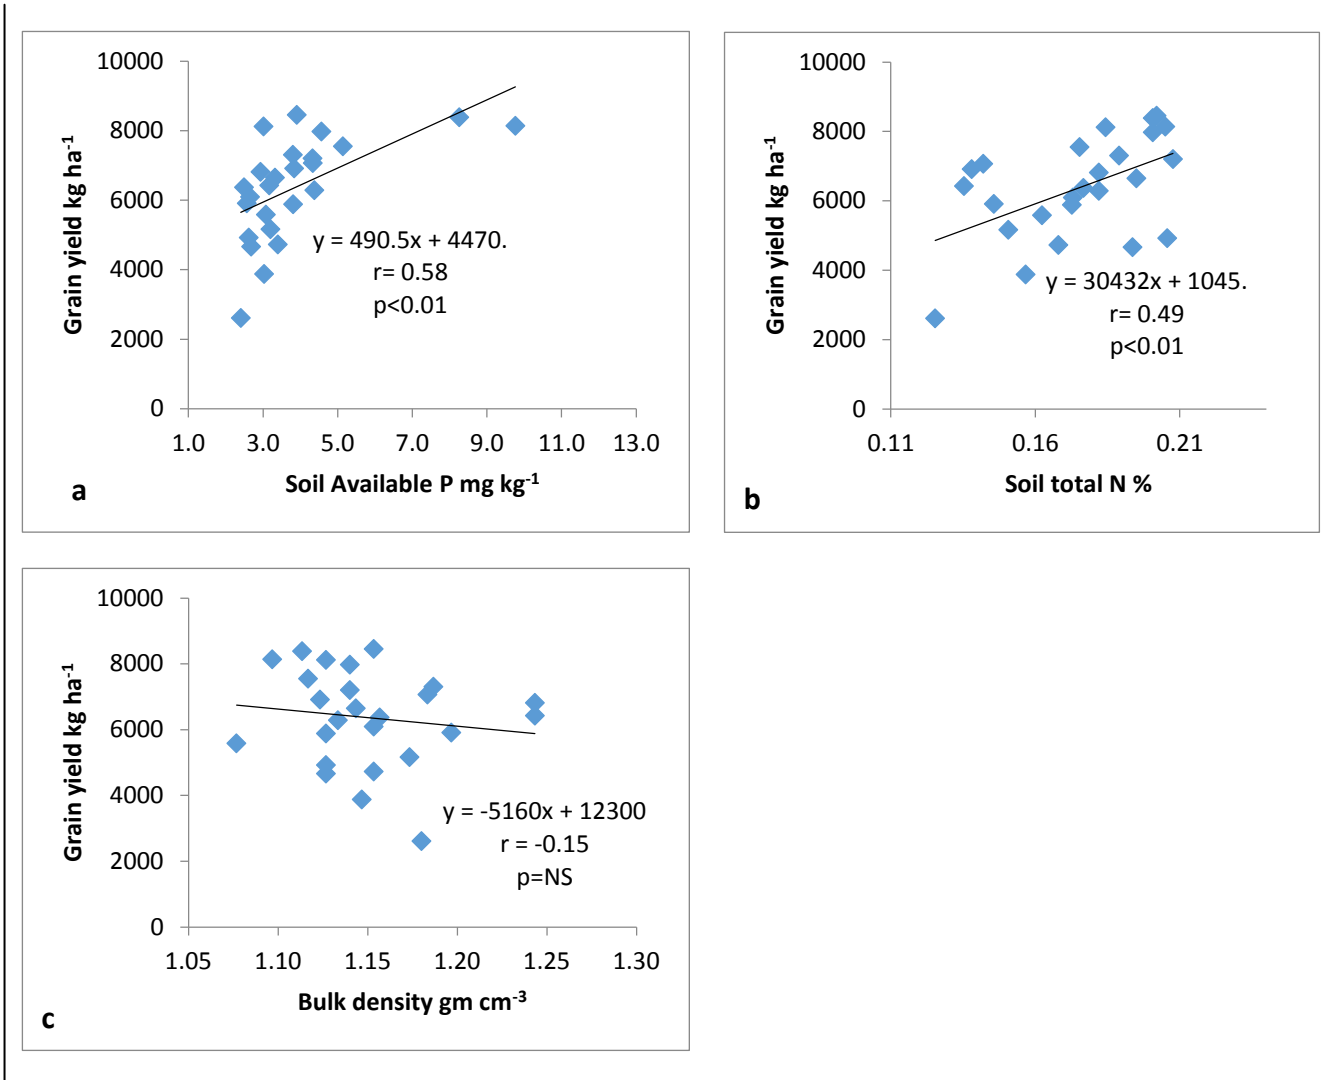 10000
8000
6000
4000
2000
0
Grain yield kg ha⁻¹
y = 490.5x + 4470.
r= 0.58
p<0.01
1.0 3.0 5.0 7.0 9.0 11.0 13.0
Soil Available P mg kg⁻¹
a
10000
8000
6000
4000
2000
0
Grain yield kg ha⁻¹
y = 30432x + 1045.
r= 0.49
p<0.01
0.11 0.16 0.21
Soil total N %
b
10000
8000
6000
4000
2000
0
Grain yield kg ha⁻¹
y = -5160x + 12300
r = -0.15
p=NS
1.05 1.10 1.15 1.20 1.25 1.30
Bulk density gm cm⁻³
c